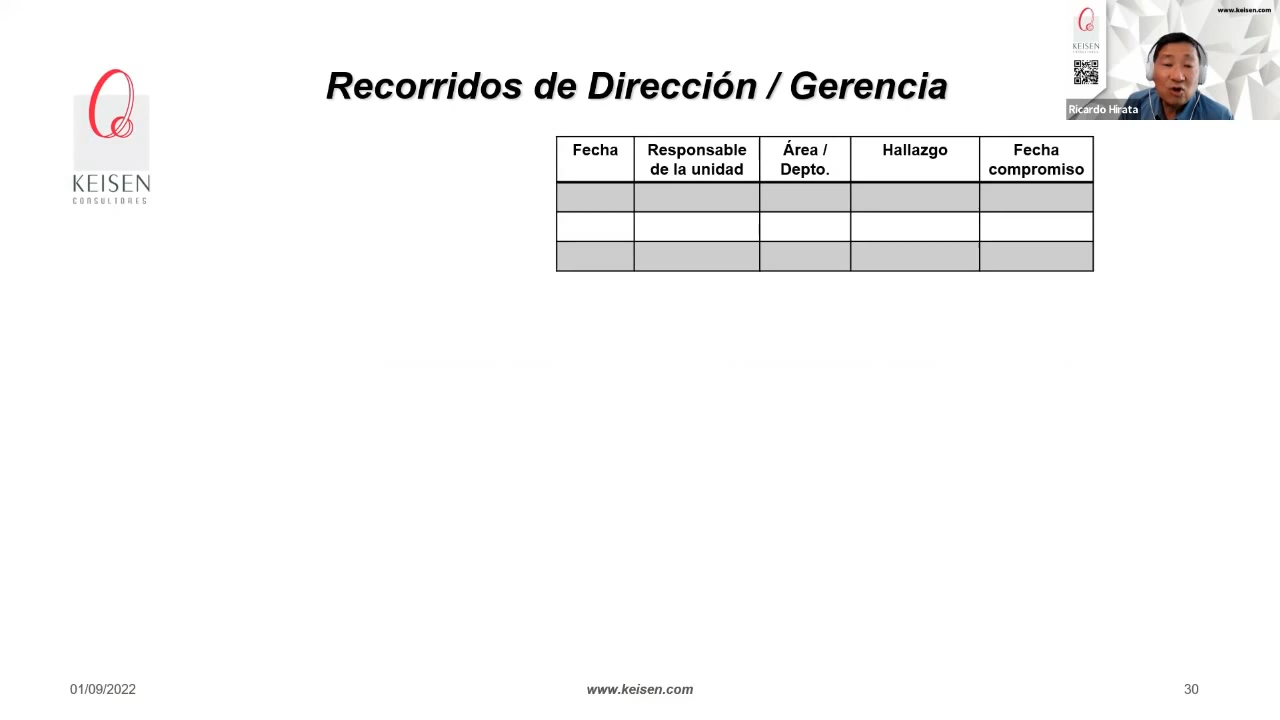 www.keisen.com
KEISEN
CONSULTORES
Ricardo Hirata
Recorridos de Dirección / Gerencia
KEISEN
CONSULTORES
Fecha
Responsable
de la unidad
Área /
Depto.
Hallazgo
Fecha
compromiso
01/09/2022
www.keisen.com
30